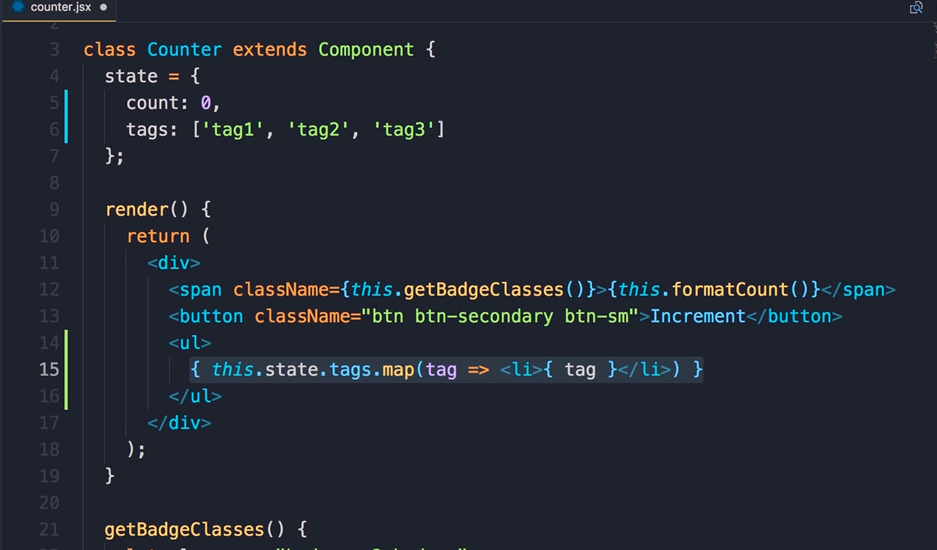 counter.jsx
2
3 class Counter extends Component {
4 state = {
5 count: 0,
6 tags: ['tag1', 'tag2', 'tag3']
7 };
8
9 render() {
10 return (
11 <div>
12 <span className={this.getBadgeClasses()}>{this.formatCount()}</span>
13 <button className="btn btn-secondary btn-sm">Increment</button>
14 <ul>
15 { this.state.tags.map(tag => <li>{ tag }</li>) }
16 </ul>
17 </div>
18 );
19 }
20
21 getBadgeClasses() {